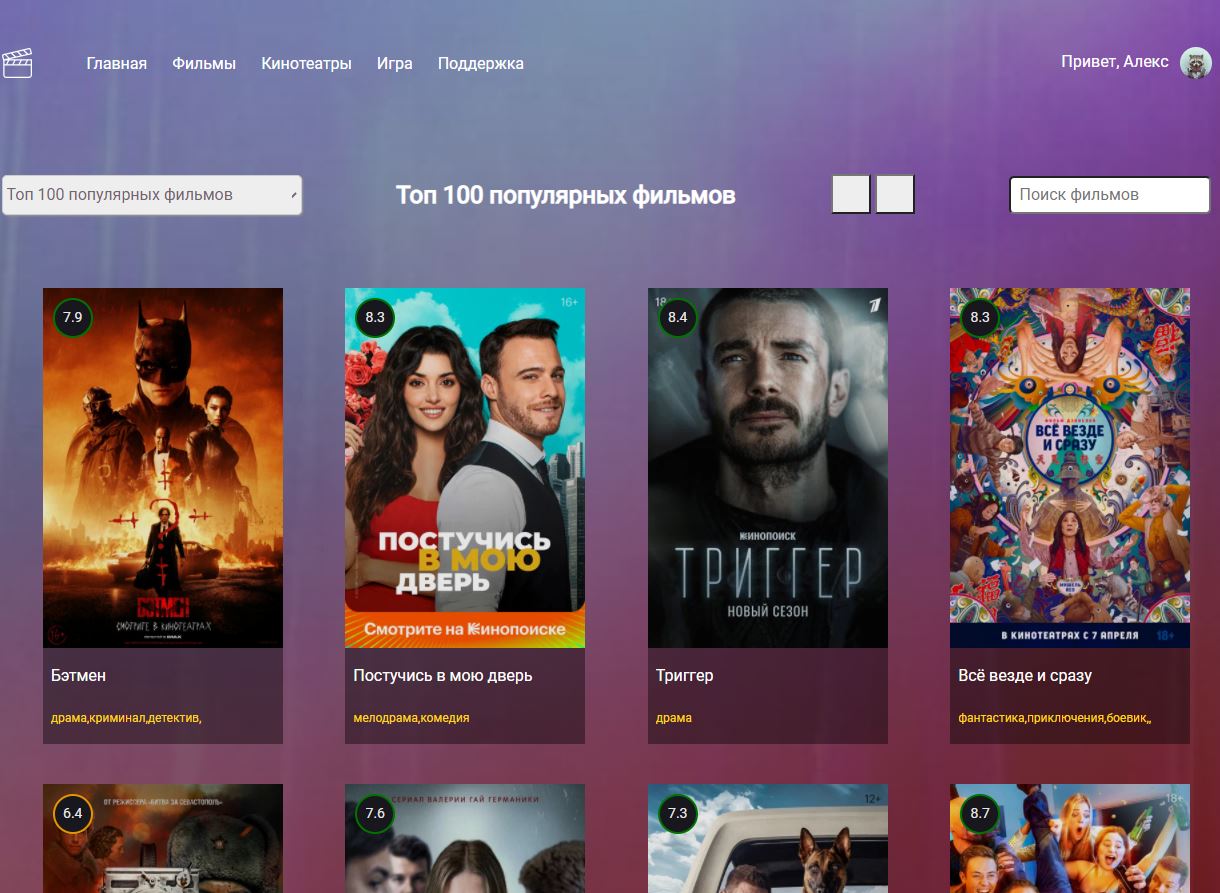 Главная Фильмы Кинотеатры Игра Поддержка
Привет, Алекс
Топ 100 популярных фильмов
Топ 100 популярных фильмов
Поиск фильмов
7.9
БЭТМЕН
СМОТРИТЕ В КИНОТЕАТРАХ
Бэтмен
драма,криминал,детектив,
8.3
16+
ПОСТУЧИСЬ
В МОЮ
ДВЕРЬ
Смотрите на Кинопоиске
Постучись в мою дверь
мелодрама,комедия
8.4
КИНОПОИСК
ТРИГГЕР
НОВЫЙ СЕЗОН
Триггер
драма
8.3
ВСЁ ВЕЗДЕ
И СРАЗУ
В КИНОТЕАТРАХ С 7 АПРЕЛЯ 18+
Всё везде и сразу
фантастика,приключения,боевик,,
6.4
ОТ РЕЖИССЕРА «БИТВА ЗА СЕВАСТОПОЛЬ»
7.6
СЕРИАЛ ВАЛЕРИИ ГАЙ ГЕРМАНИКИ
7.3
12+
8.7
18+